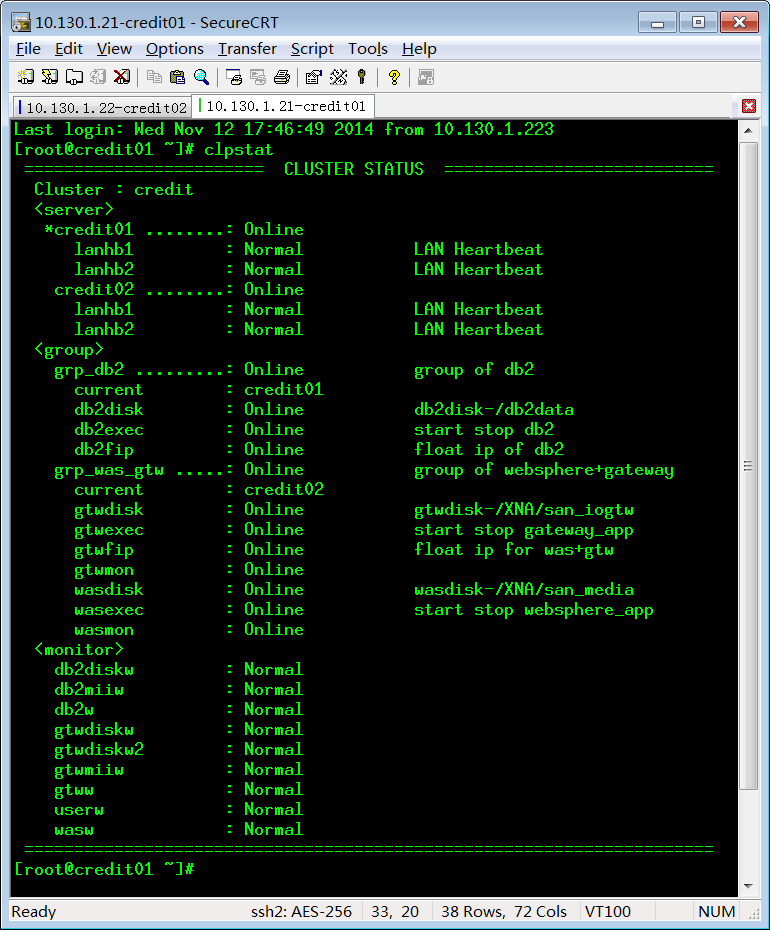 10.130.1.21-credit01 - SecureCRT
File Edit View Options Transfer Script Tools Help
10.130.1.22-credit02 10.130.1.21-credit01
Last login: Wed Nov 12 17:46:49 2014 from 10.130.1.223
[root@credit01 ~]# clpstat
======================== CLUSTER STATUS ===========================
Cluster : credit
<server>
*credit01 ........: Online
lanhb1 : Normal LAN Heartbeat
lanhb2 : Normal LAN Heartbeat
credit02 ........: Online
lanhb1 : Normal LAN Heartbeat
lanhb2 : Normal LAN Heartbeat
<group>
grp_db2 .........: Online group of db2
current : credit01
db2disk : Online db2disk-/db2data
db2exec : Online start stop db2
db2fip : Online float ip of db2
grp_was_gtw .....: Online group of websphere+gateway
current : credit02
gtwdisk : Online gtwdisk-/XNA/san_iogtw
gtwexec : Online start stop gateway_app
gtwfip : Online float ip for was+gtw
gtwmon : Online
wasdisk : Online wasdisk-/XNA/san_media
wasexec : Online start stop websphere_app
wasmon : Online
<monitor>
db2diskw : Normal
db2miiw : Normal
db2w : Normal
gtwdiskw : Normal
gtwdiskw2 : Normal
gtwmiiw : Normal
gtww : Normal
userw : Normal
wasw : Normal
=====================================================================
[root@credit01 ~]#
Ready ssh2: AES-256 33, 20 38 Rows, 72 Cols VT100 NUM